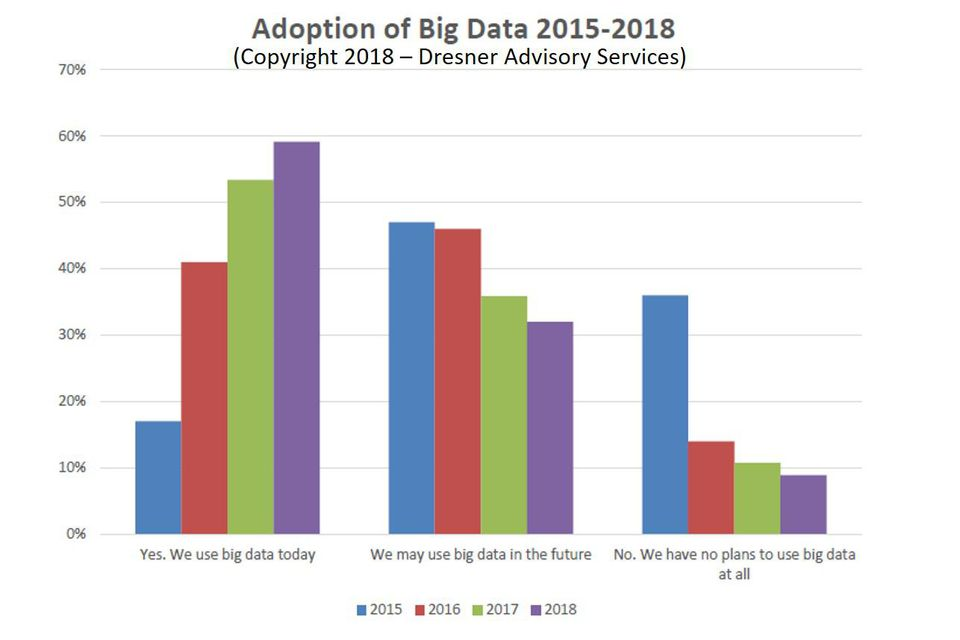 Adoption of Big Data 2015-2018
(Copyright 2018 – Dresner Advisory Services)
70%
60%
50%
40%
30%
20%
10%
0%
Yes. We use big data today
We may use big data in the future
No. We have no plans to use big data
at all
2015 2016 2017 2018